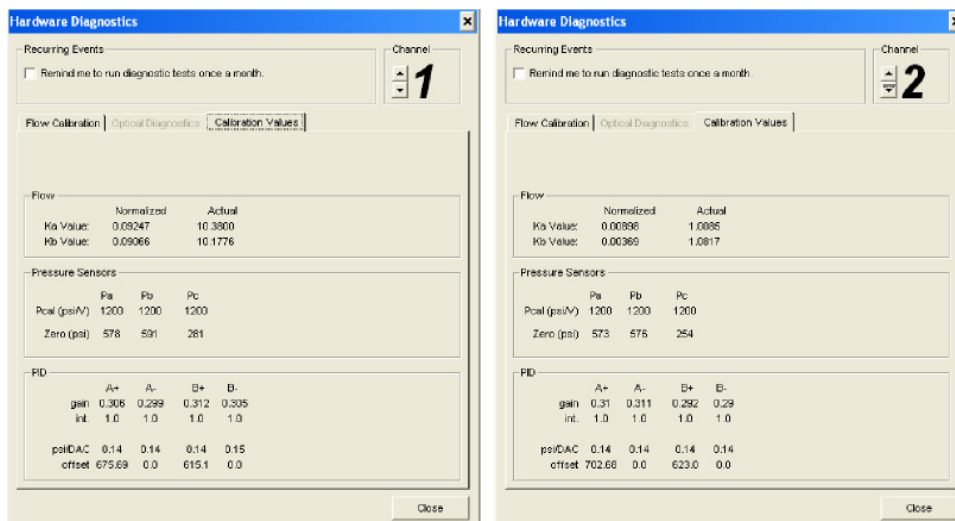 Hardware Diagnostics
Recurring Events
Remind me to run diagnostic tests once a month.
Channel
1
Flow Calibration Optical Diagnostics Calibration Values
Flow
Normalized Actual
Ka Value: 0.09247 10.3800
Kb Value: 0.09066 10.1776
Pressure Sensors
Pa Pb Pc
Pcal (psi/V) 1200 1200 1200
Zero (psi) 578 591 281
PID
A+ A- B+ B-
gain 0.306 0.299 0.312 0.305
int. 1.0 1.0 1.0 1.0
psi/DAC 0.14 0.14 0.14 0.15
offset 675.69 0.0 615.1 0.0
Close
Hardware Diagnostics
Recurring Events
Remind me to run diagnostic tests once a month.
Channel
2
Flow Calibration Optical Diagnostics Calibration Values
Flow
Normalized Actual
Ka Value: 0.00898 1.0085
Kb Value: 0.00369 1.0817
Pressure Sensors
Pa Pb Pc
Pcal (psi/V) 1200 1200 1200
Zero (psi) 573 576 254
PID
A+ A- B+ B-
gain 0.31 0.311 0.292 0.29
int. 1.0 1.0 1.0 1.0
psi/DAC 0.14 0.14 0.14 0.14
offset 702.68 0.0 623.0 0.0
Close